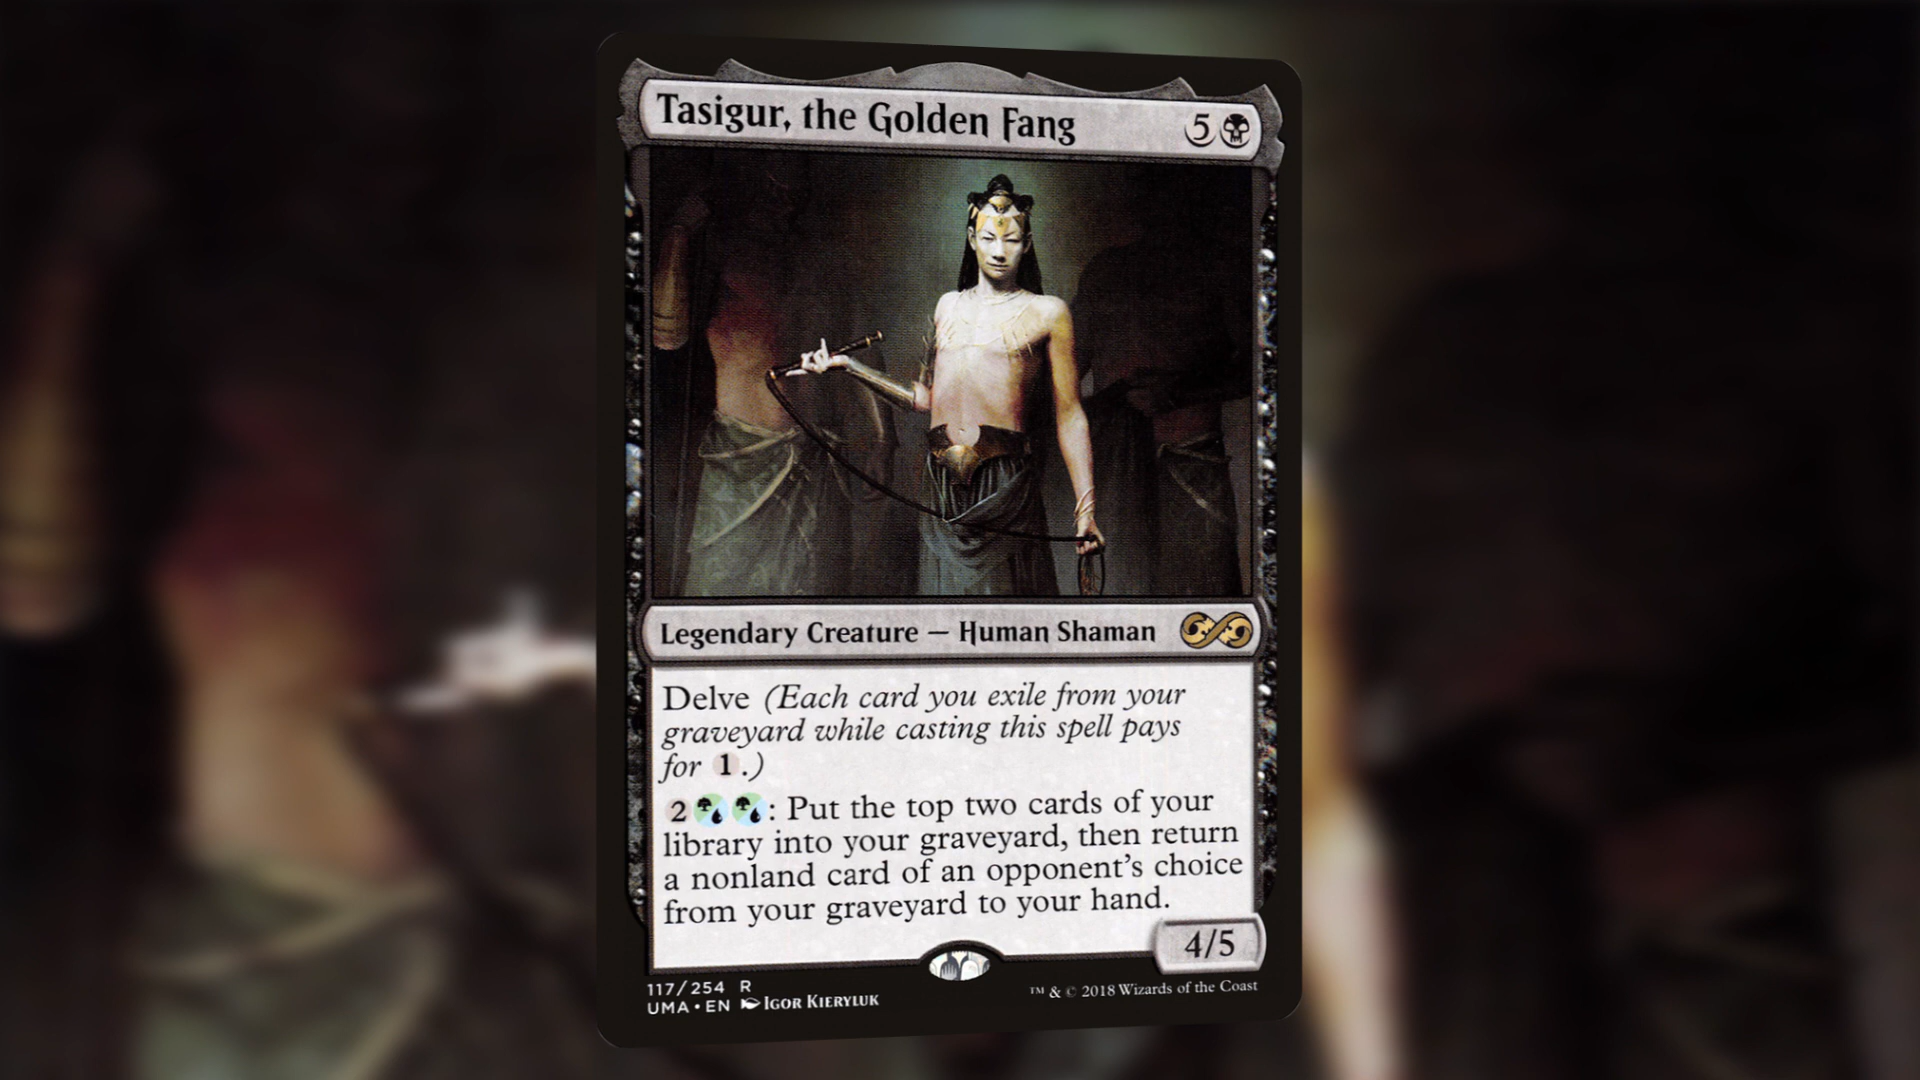 Tasigur, the Golden Fang 5
Legendary Creature — Human Shaman
Delve (Each card you exile from your
graveyard while casting this spell pays
for 1.)
2 : Put the top two cards of your
library into your graveyard, then return
a nonland card of an opponent's choice
from your graveyard to your hand.
4/5
117/254 R
UMA • EN Igor Kieryluk
™ & © 2018 Wizards of the Coast